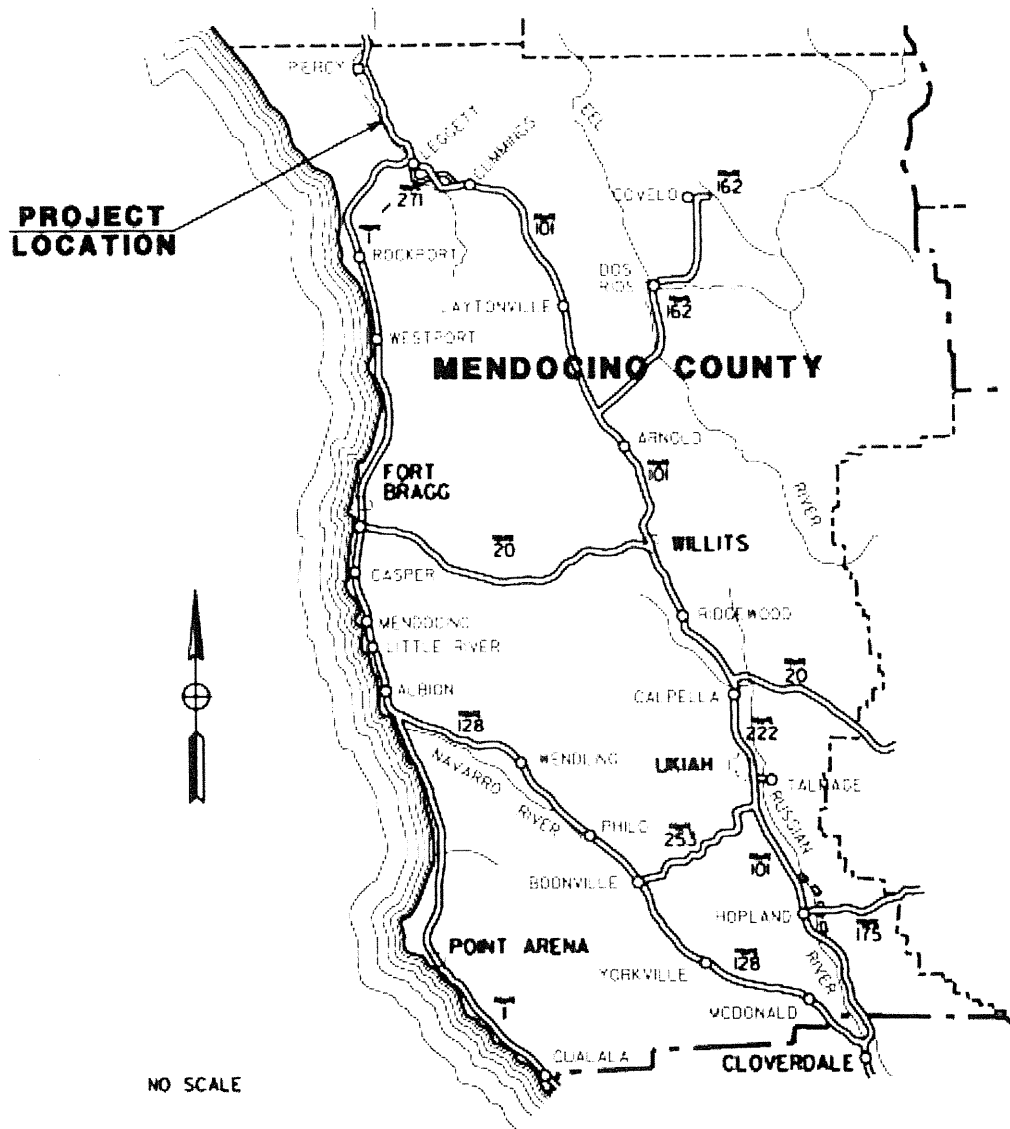 PIERCY
LEGGETT
CUMMINGS
EEL
COVELO
162
271
PROJECT
LOCATION
1
101
ROCKPORT
DOS
RIOS
162
LAYTONVILLE
WESTPORT
MENDOCINO COUNTY
ARNOLD
101
RIVER
FORT
BRAGG
20
WILLITS
CASPER
RIDGEWOOD
MENDOCINO
LITTLE RIVER
20
ALBION
CALPELLA
128
222
NAVARRO
RIVER
WENDLING
UKIAH
TALMAGE
RUSSIAN
PHILO
253
101
BOONVILLE
HOPLAND
175
POINT ARENA
YORKVILLE
128
RIVER
MCDONALD
1
GUALALA
CLOVERDALE
NO SCALE